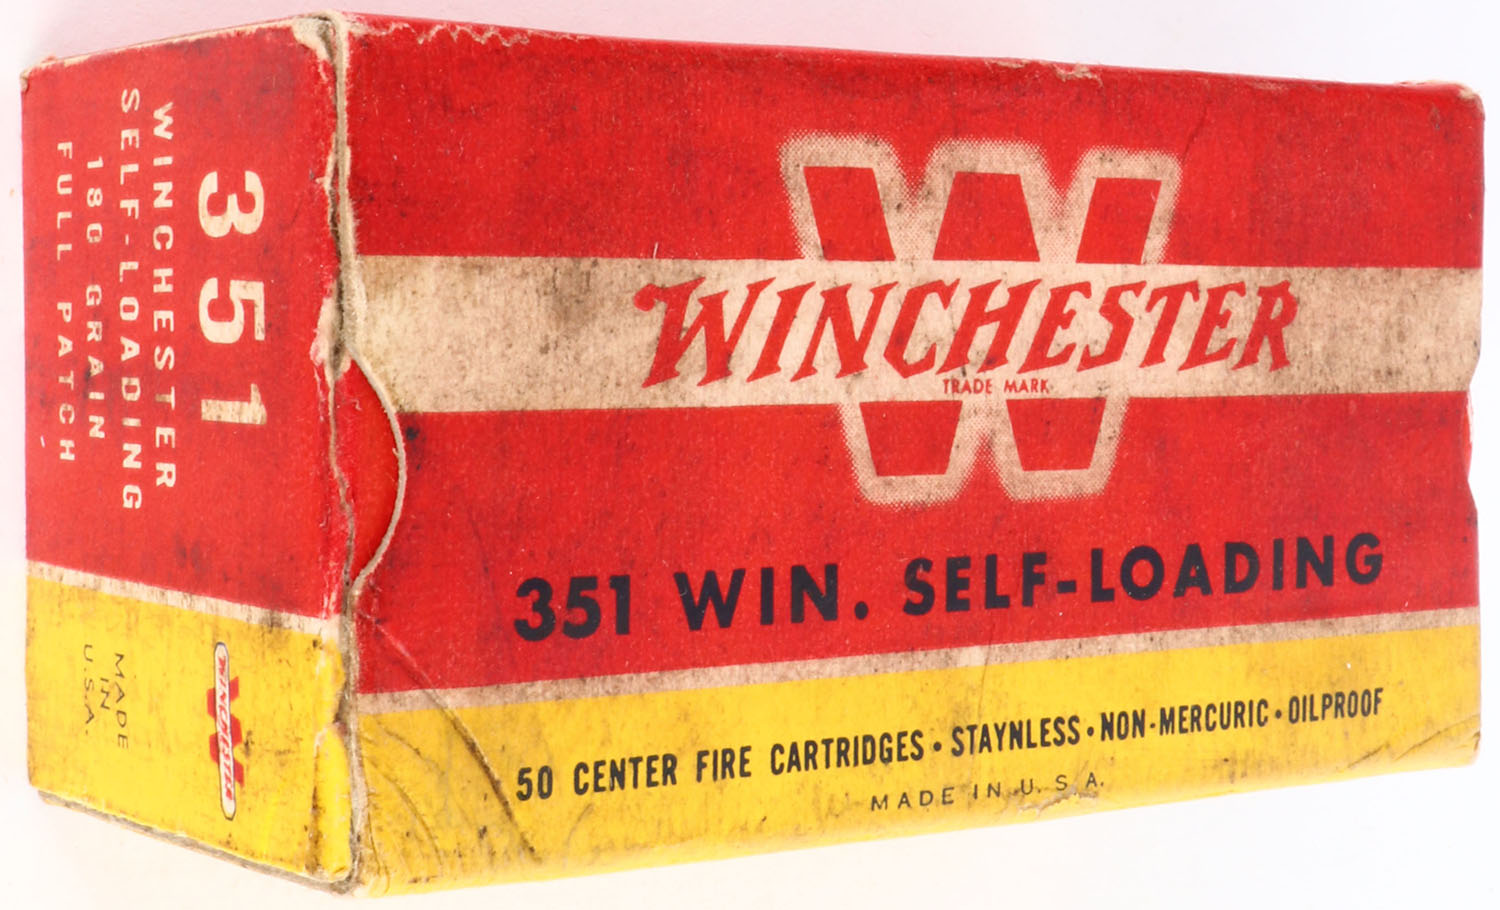 351
WINCHESTER
SELF-LOADING
180 GRAIN
FULL PATCH
WINCHESTER
MADE
IN
U.S.A.
W
WINCHESTER
TRADE MARK
351 WIN. SELF-LOADING
50 CENTER FIRE CARTRIDGES • STAYNLESS • NON-MERCURIC • OILPROOF
MADE IN U. S. A.